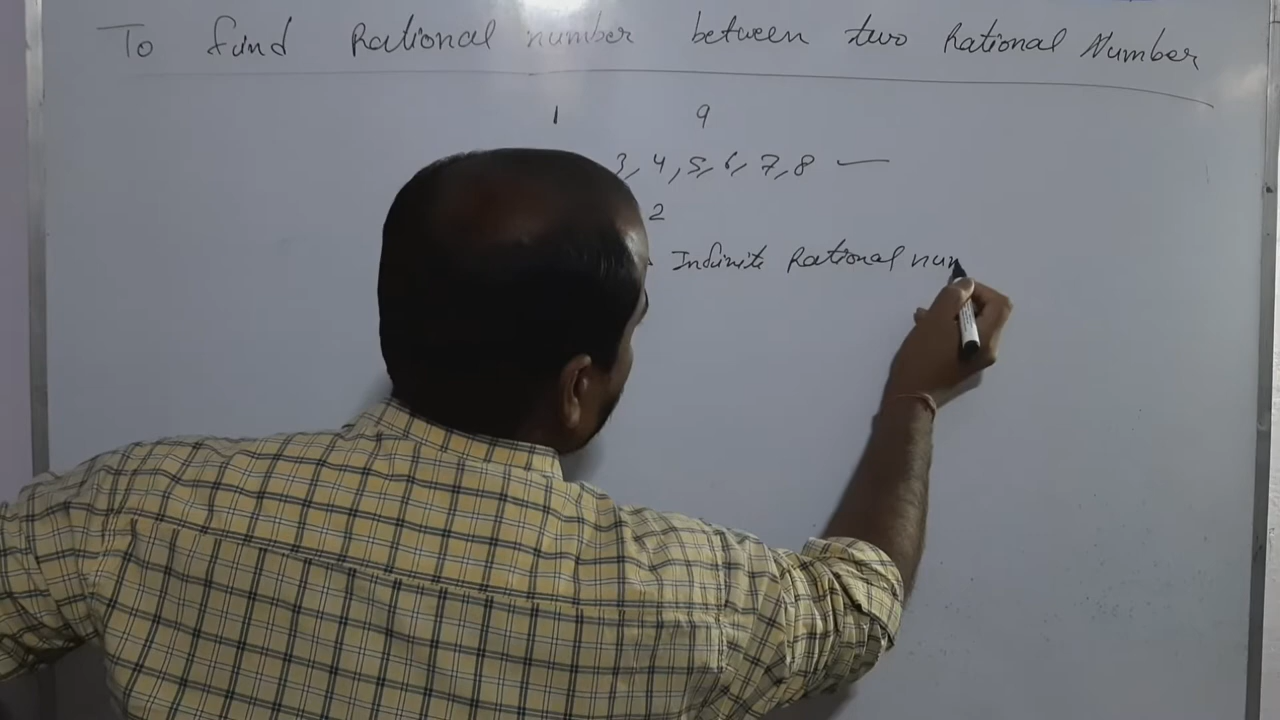 To find Rational number between two Rational Number
1 9
3, 4, 5, 6, 7, 8 —
2
Infinite Rational num